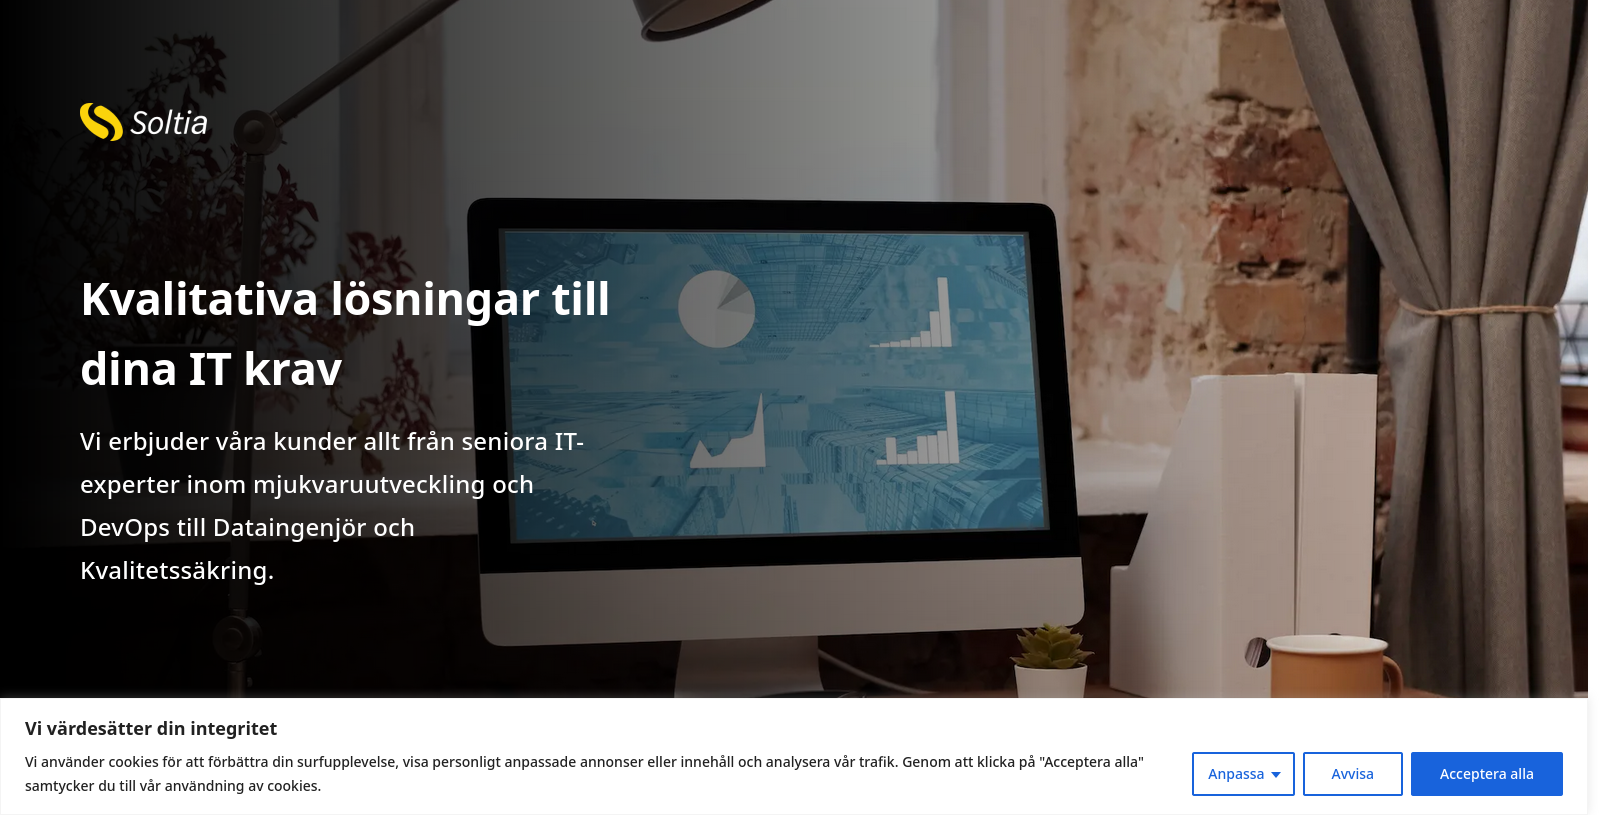 Soltia
Kvalitativa lösningar till
dina IT krav
Vi erbjuder våra kunder allt från seniora IT-
experter inom mjukvaruutveckling och
DevOps till Dataingenjör och
Kvalitetssäkring.
Vi värdesätter din integritet
Vi använder cookies för att förbättra din surfupplevelse, visa personligt anpassade annonser eller innehåll och analysera vår trafik. Genom att klicka på "Acceptera alla"
samtycker du till vår användning av cookies.
Anpassa
Avvisa
Acceptera alla